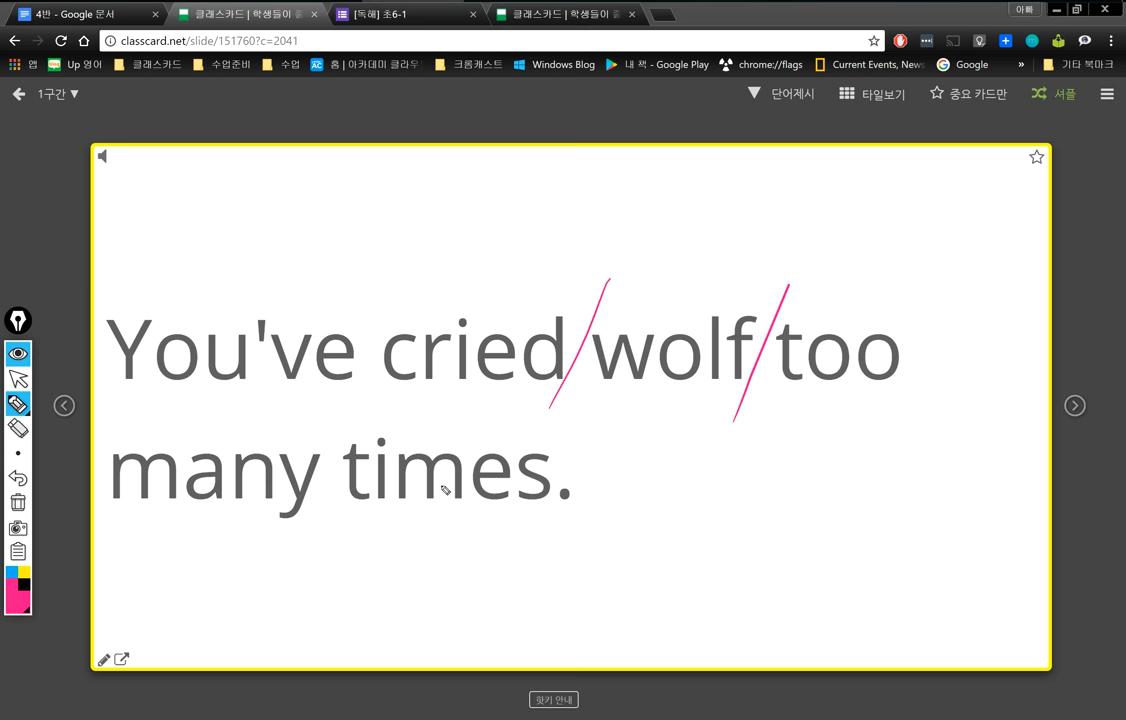 4반 - Google 문서
클래스카드 | 학생들이 좋
[독해] 초6-1
클래스카드 | 학생들이 좋
아빠
classcard.net/slide/151760?c=2041
앱 Up 영어 클래스카드 수업준비 수업 홈 | 아카데미 클라우 크롬캐스트 Windows Blog 내 책 - Google Play chrome://flags Current Events, News Google » 기타 북마크
1구간 ▼ ▼ 단어제시 타일보기 중요 카드만 셔플
You've cried wolf too
many times.
핫키 안내